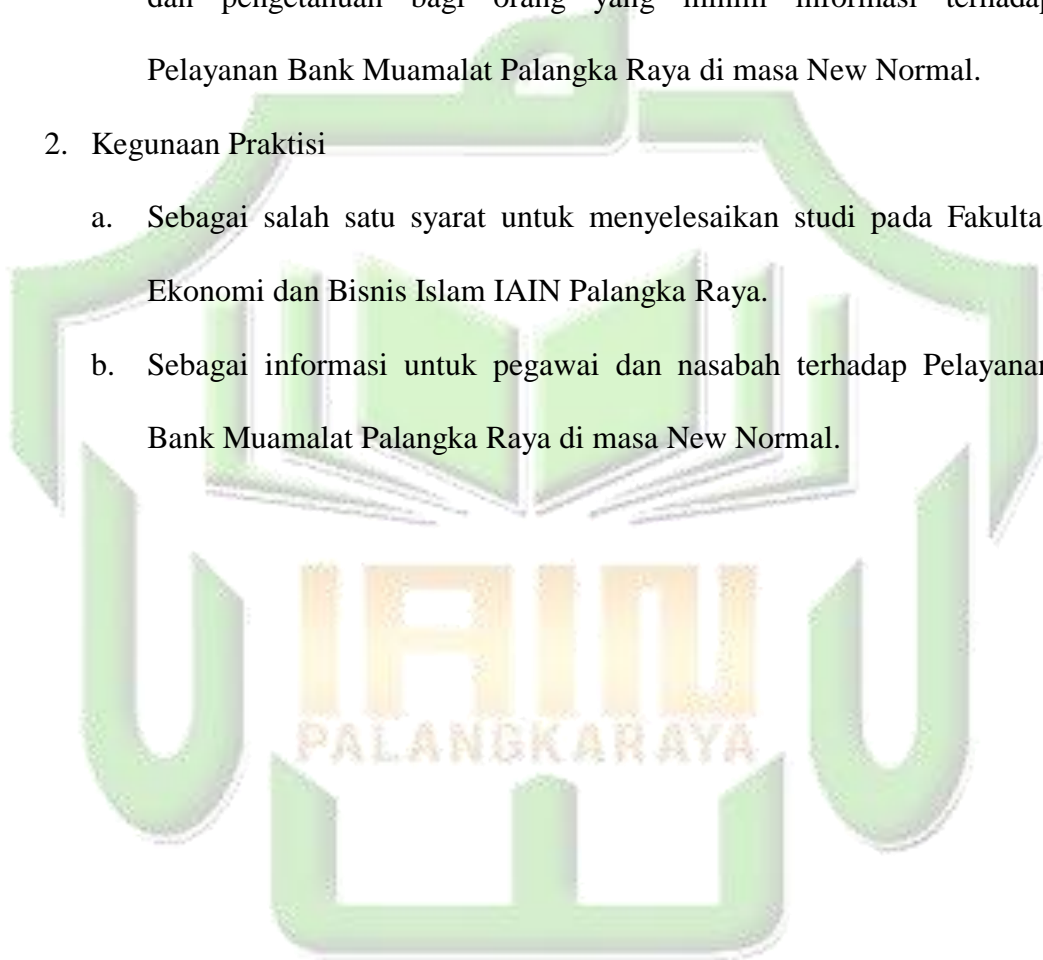 dan pengetahuan bagi orang yang minim informasi terhadap
Pelayanan Bank Muamalat Palangka Raya di masa New Normal.
2. Kegunaan Praktisi
a. Sebagai salah satu syarat untuk menyelesaikan studi pada Fakulta
Ekonomi dan Bisnis Islam IAIN Palangka Raya.
b. Sebagai informasi untuk pegawai dan nasabah terhadap Pelayanan
Bank Muamalat Palangka Raya di masa New Normal.
IAIN
PALANGKARAYA